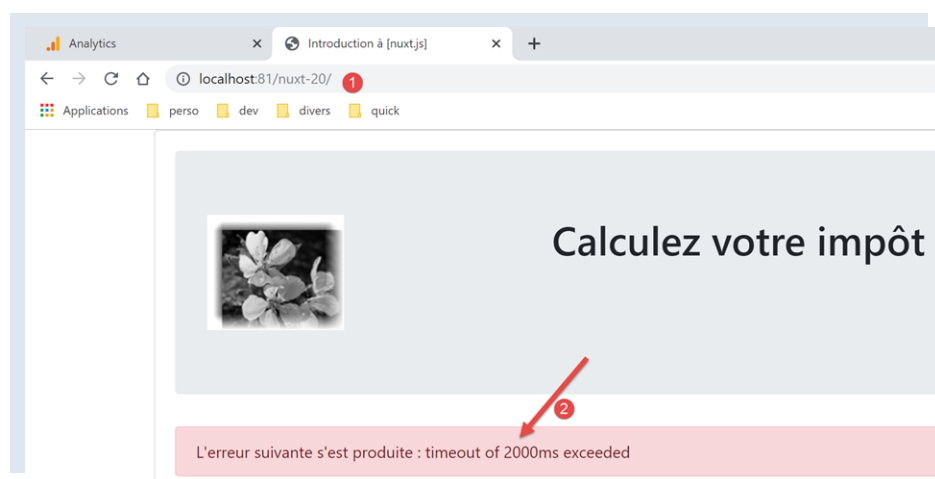 Analytics
Introduction à [nuxt.js]
localhost:81/nuxt-20/
1
Applications perso dev divers quick
Calculez votre impôt
2
L'erreur suivante s'est produite : timeout of 2000ms exceeded